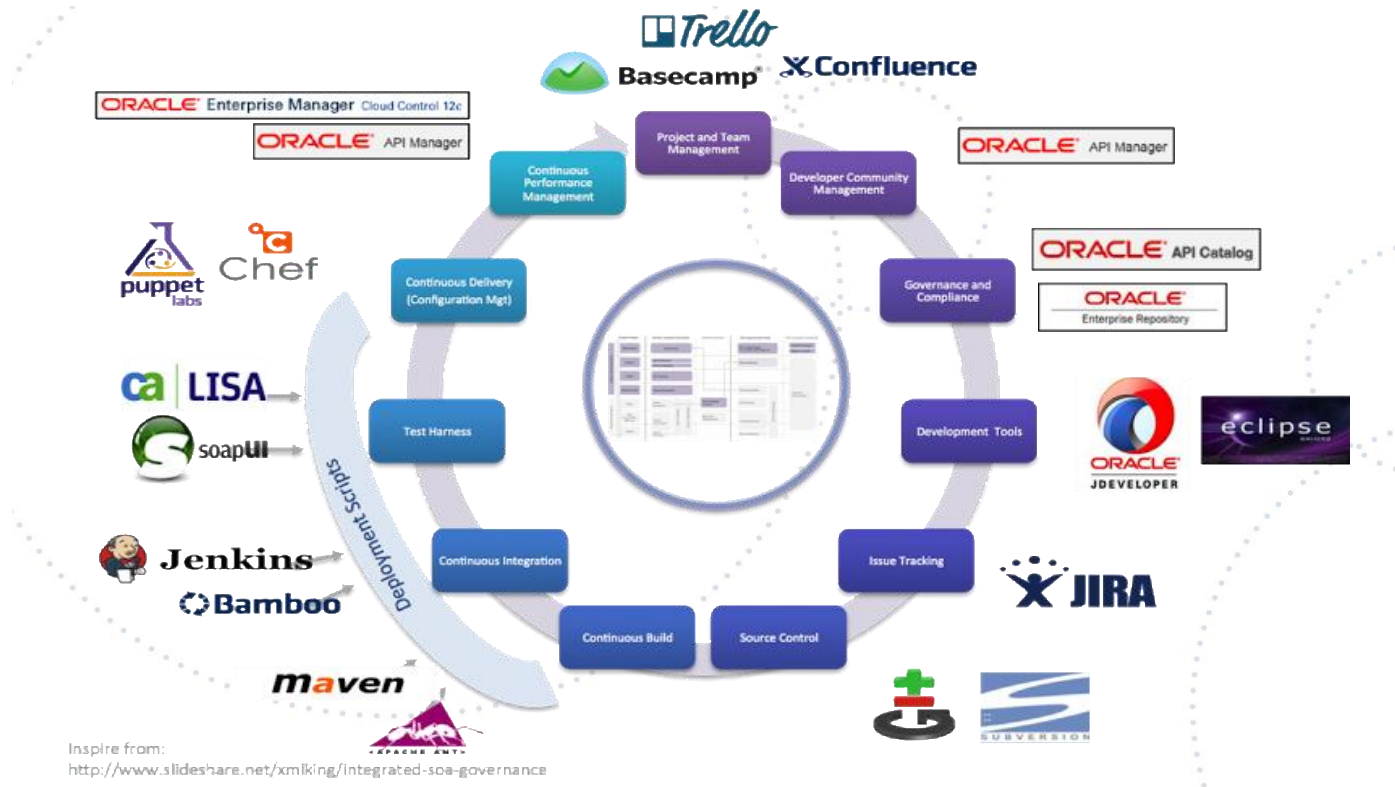 Trello
Basecamp®
Confluence
ORACLE® Enterprise Manager Cloud Control 12c
ORACLE® API Manager
Project and Team
Management
ORACLE® API Manager
Continuous
Performance
Management
Developer Community
Management
puppet
labs
Chef
Continuous Delivery
(Configuration Mgt)
Governance and
Compliance
ORACLE® API Catalog
ORACLE®
Enterprise Repository
ca LISA
soapUI
Test Harness
Development Tools
ORACLE®
JDEVELOPER
eclipse
Deployment Scripts
Jenkins
Bamboo
Continuous Integration
Issue Tracking
JIRA
Continuous Build
Source Control
maven
APACHE ANT
SUBVERSION
Inspire from:
http://www.slideshare.net/xmlking/integrated-soa-governance